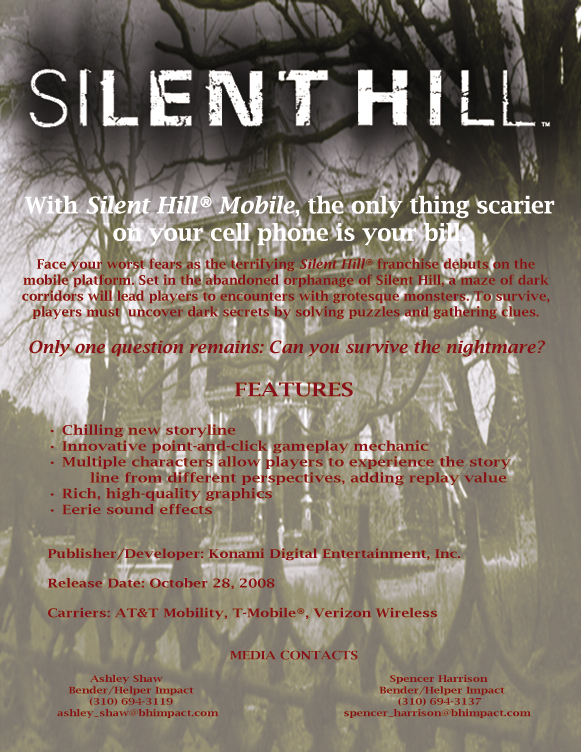 SILENT HILL™
With Silent Hill® Mobile, the only thing scarier
on your cell phone is your bill.
Face your worst fears as the terrifying Silent Hill® franchise debuts on the
mobile platform. Set in the abandoned orphanage of Silent Hill, a maze of dark
corridors will lead players to encounters with grotesque monsters. To survive,
players must uncover dark secrets by solving puzzles and gathering clues.
Only one question remains: Can you survive the nightmare?
FEATURES
· Chilling new storyline
· Innovative point-and-click gameplay mechanic
· Multiple characters allow players to experience the story
line from different perspectives, adding replay value
· Rich, high-quality graphics
· Eerie sound effects
Publisher/Developer: Konami Digital Entertainment, Inc.
Release Date: October 28, 2008
Carriers: AT&T Mobility, T-Mobile®, Verizon Wireless
MEDIA CONTACTS
Ashley Shaw
Bender/Helper Impact
(310) 694-3119
ashley_shaw@bhimpact.com
Spencer Harrison
Bender/Helper Impact
(310) 694-3137
spencer_harrison@bhimpact.com